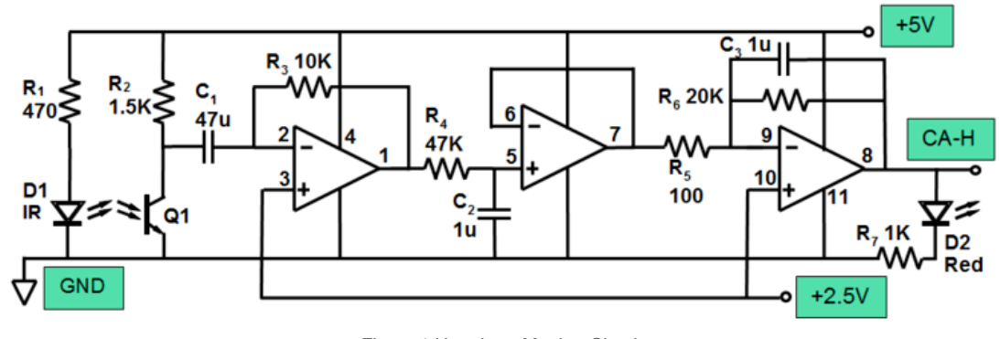 +5V
C3 1u
R3 10K
R1
470
R2
1.5K
C1
47u
R6 20K
R4
47K
2
4
1
3
6
7
5
9
8
10
11
CA-H
R5
100
D1
IR
Q1
C2
1u
R7 1K
D2
Red
GND
+2.5V